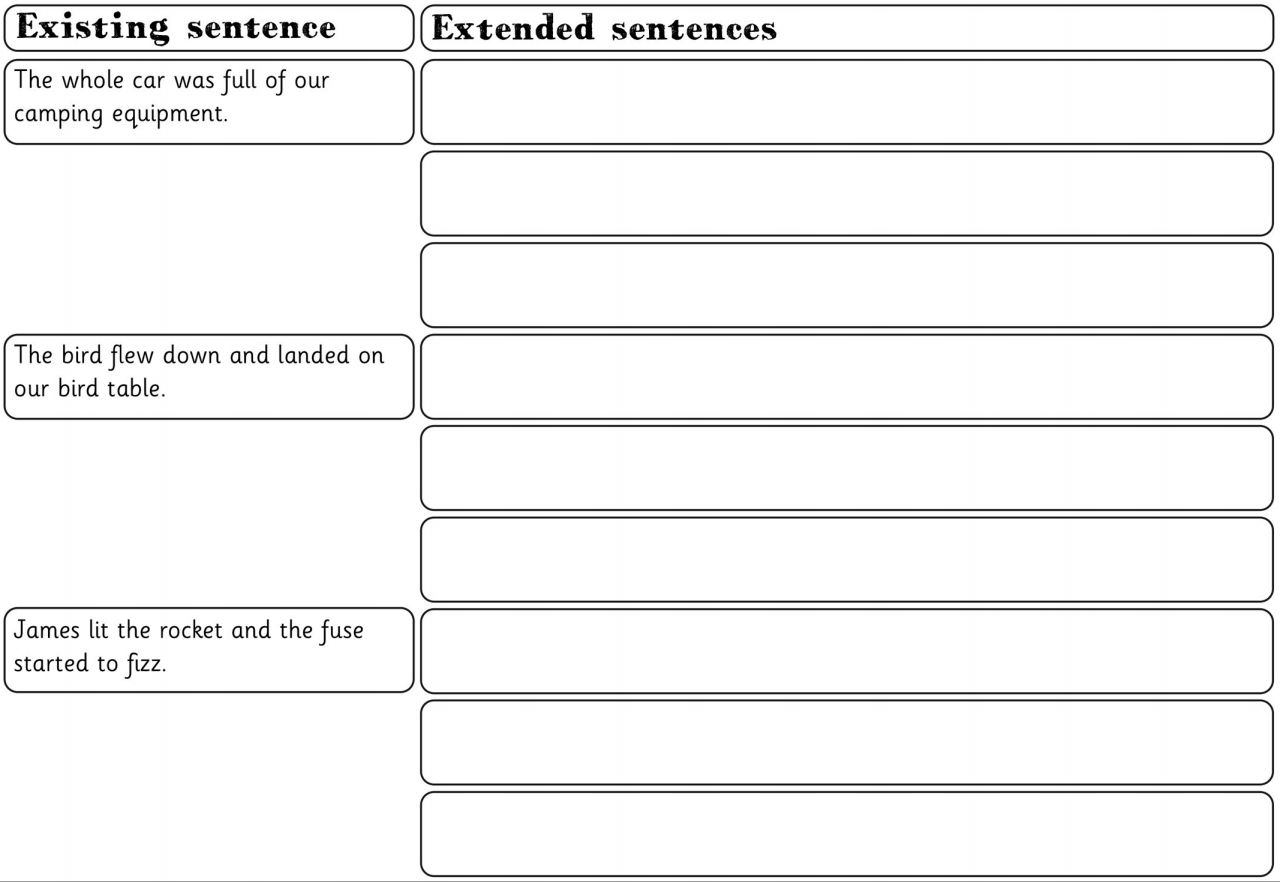 Existing sentence
Extended sentences
The whole car was full of our
camping equipment.
The bird flew down and landed on
our bird table.
James lit the rocket and the fuse
started to fizz.